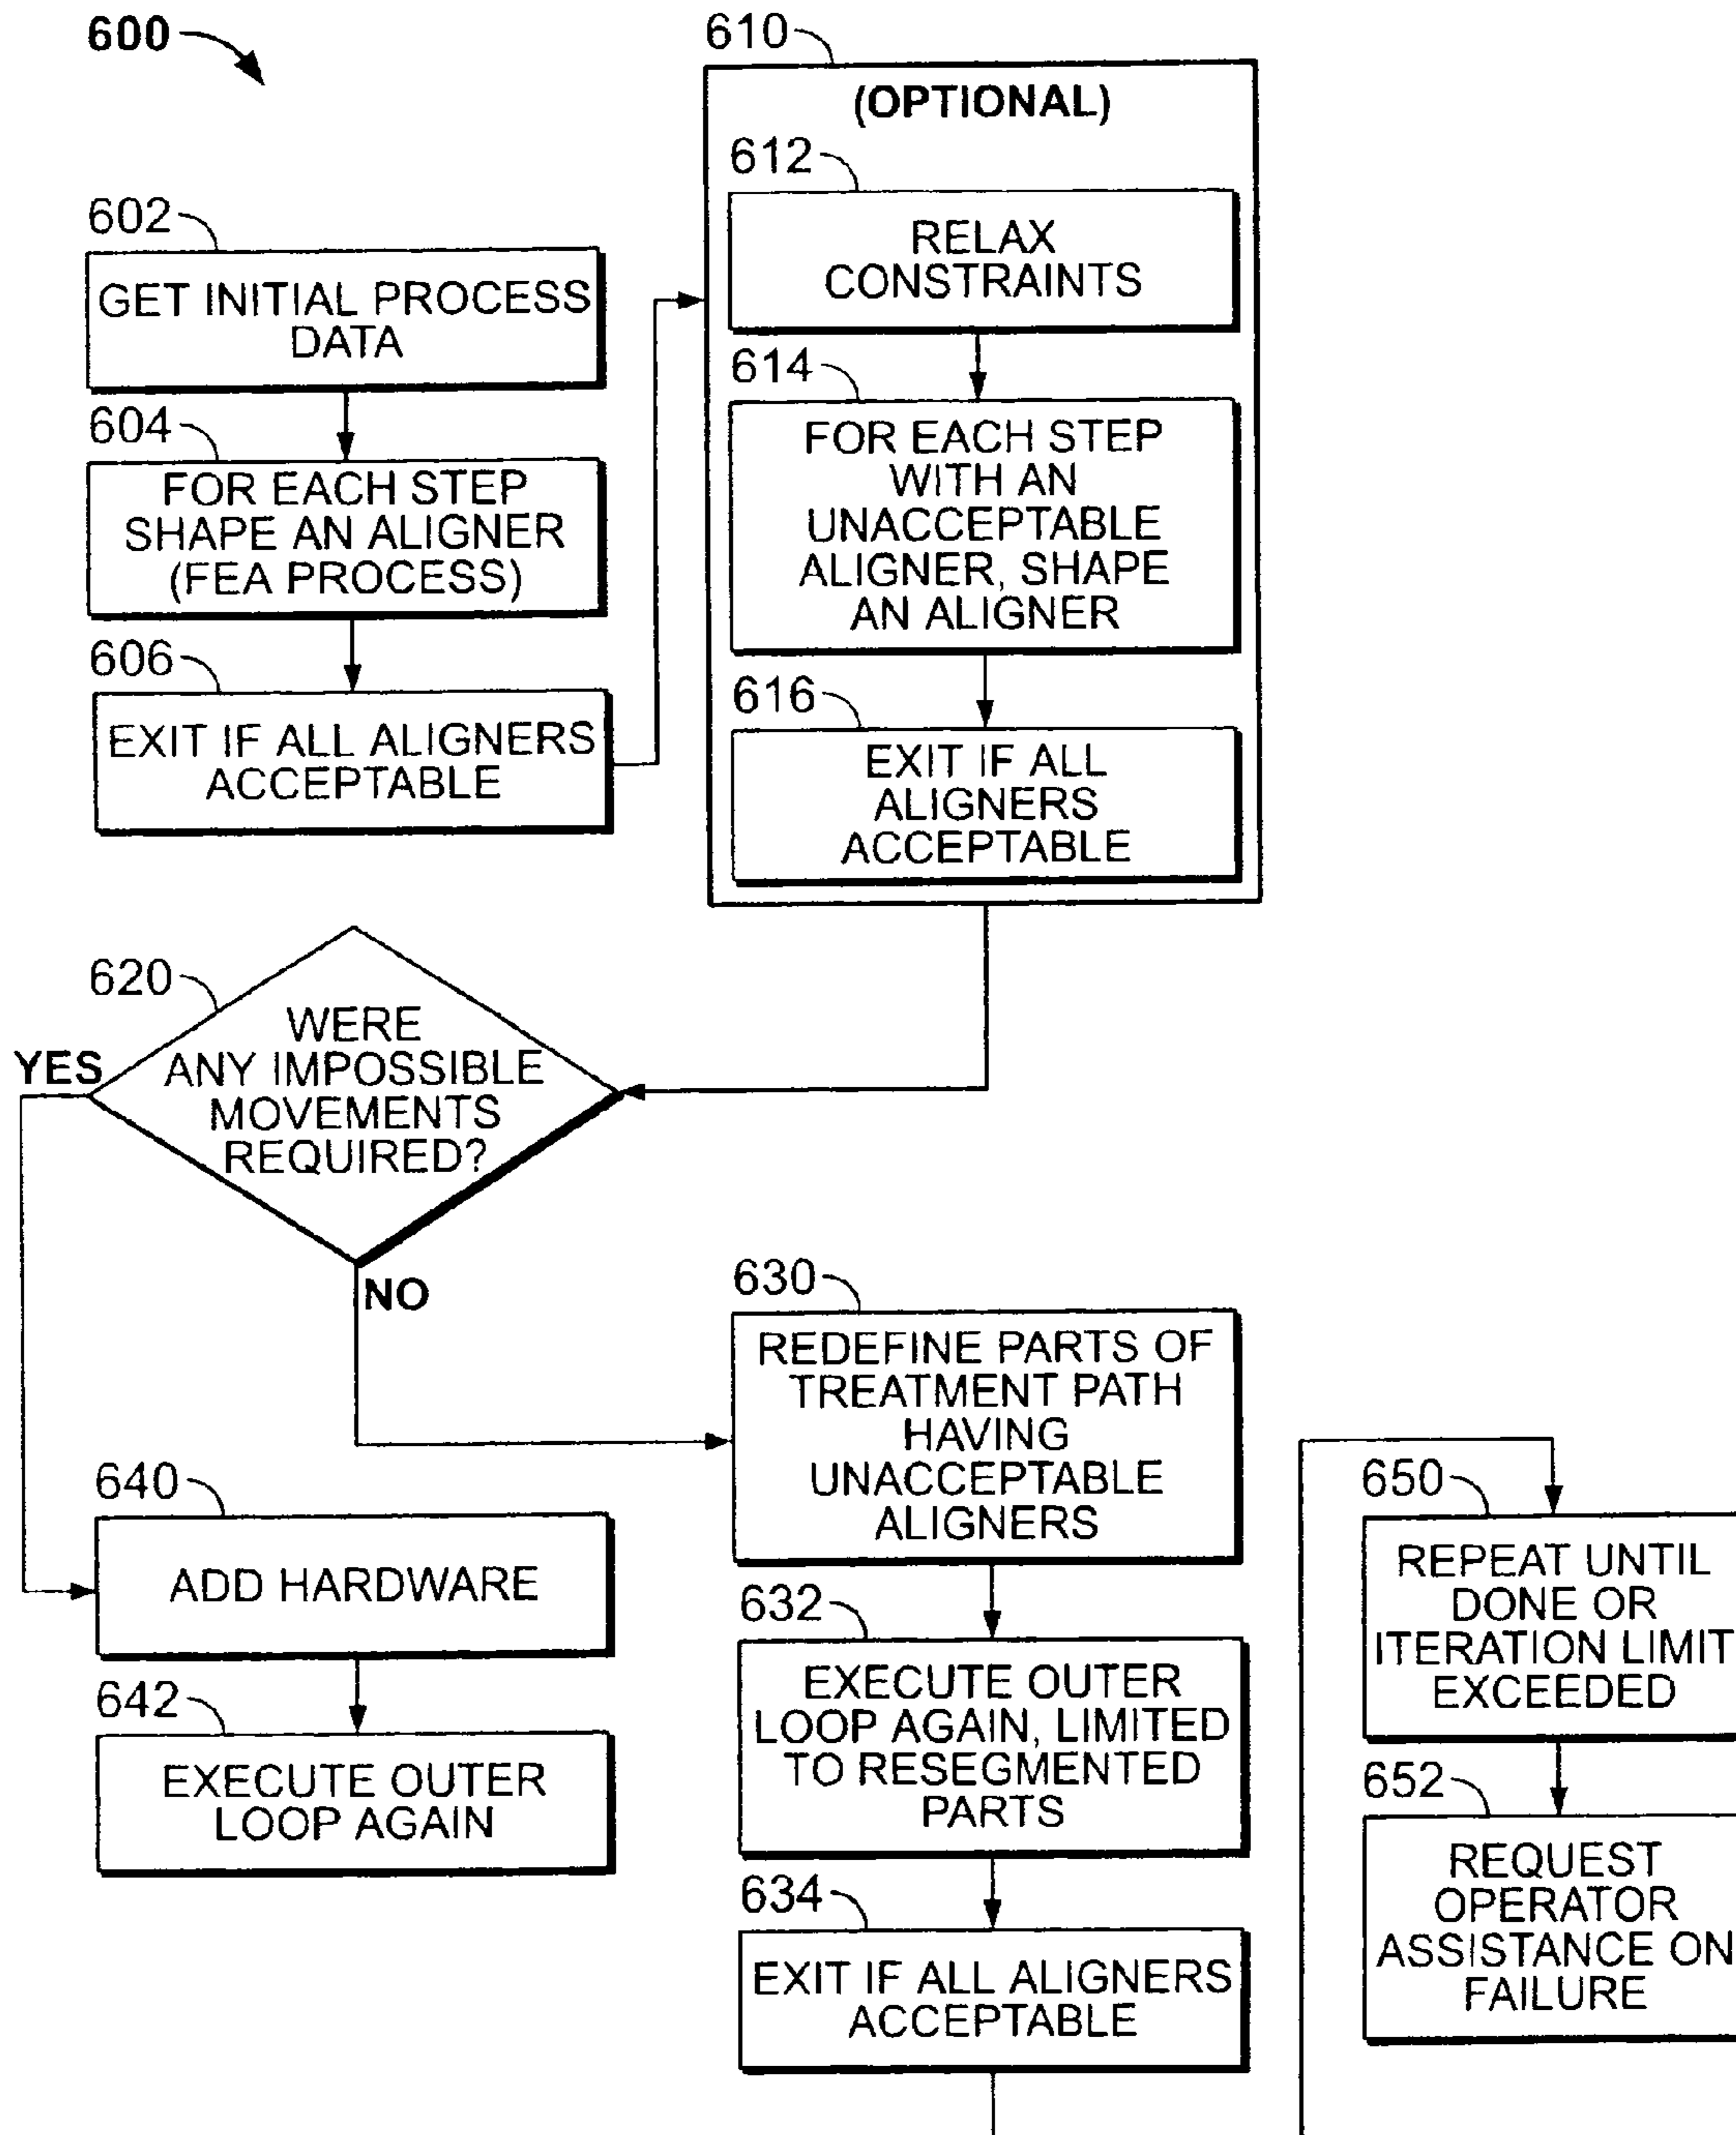 600
602
GET INITIAL PROCESS
DATA
604
FOR EACH STEP
SHAPE AN ALIGNER
(FEA PROCESS)
606
EXIT IF ALL ALIGNERS
ACCEPTABLE
610
(OPTIONAL)
612
RELAX
CONSTRAINTS
614
FOR EACH STEP
WITH AN
UNACCEPTABLE
ALIGNER, SHAPE
AN ALIGNER
616
EXIT IF ALL
ALIGNERS
ACCEPTABLE
620
WERE
ANY IMPOSSIBLE
MOVEMENTS
REQUIRED?
YES
NO
640
ADD HARDWARE
642
EXECUTE OUTER
LOOP AGAIN
630
REDEFINE PARTS OF
TREATMENT PATH
HAVING
UNACCEPTABLE
ALIGNERS
632
EXECUTE OUTER
LOOP AGAIN, LIMITED
TO RESEGMENTED
PARTS
634
EXIT IF ALL ALIGNERS
ACCEPTABLE
650
REPEAT UNTIL
DONE OR
ITERATION LIMIT
EXCEEDED
652
REQUEST
OPERATOR
ASSISTANCE ON
FAILURE